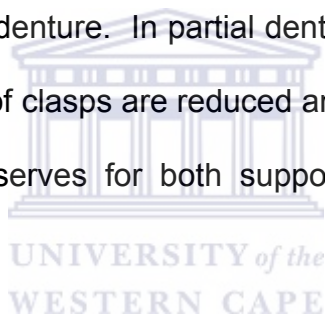 denture. In partial dent
of clasps are reduced ar
serves for both suppo
UNIVERSITY of the
WESTERN CAPE